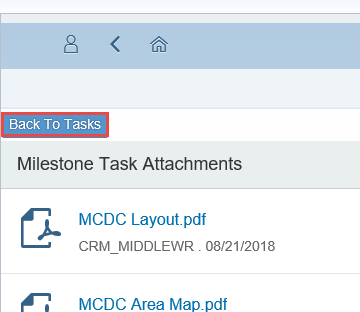 Back To Tasks
Milestone Task Attachments
MCDC Layout.pdf
CRM_MIDDLEWR . 08/21/2018
MCDC Area Map.pdf